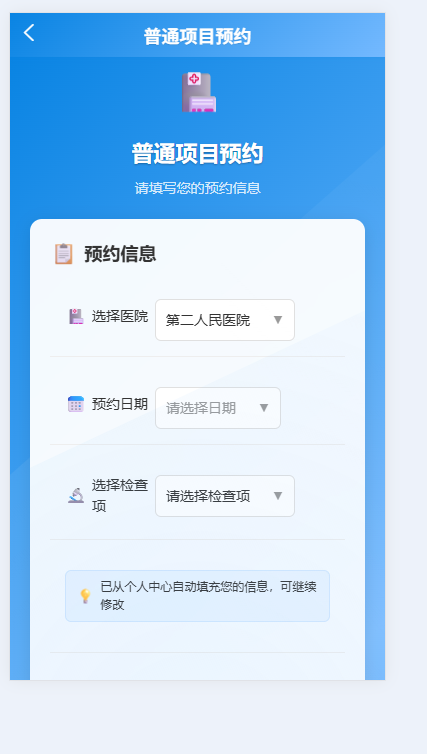 普通项目预约
普通项目预约
请填写您的预约信息
预约信息
选择医院
第二人民医院
预约日期
请选择日期
选择检查
项
请选择检查项
已从个人中心自动填充您的信息，可继续
修改